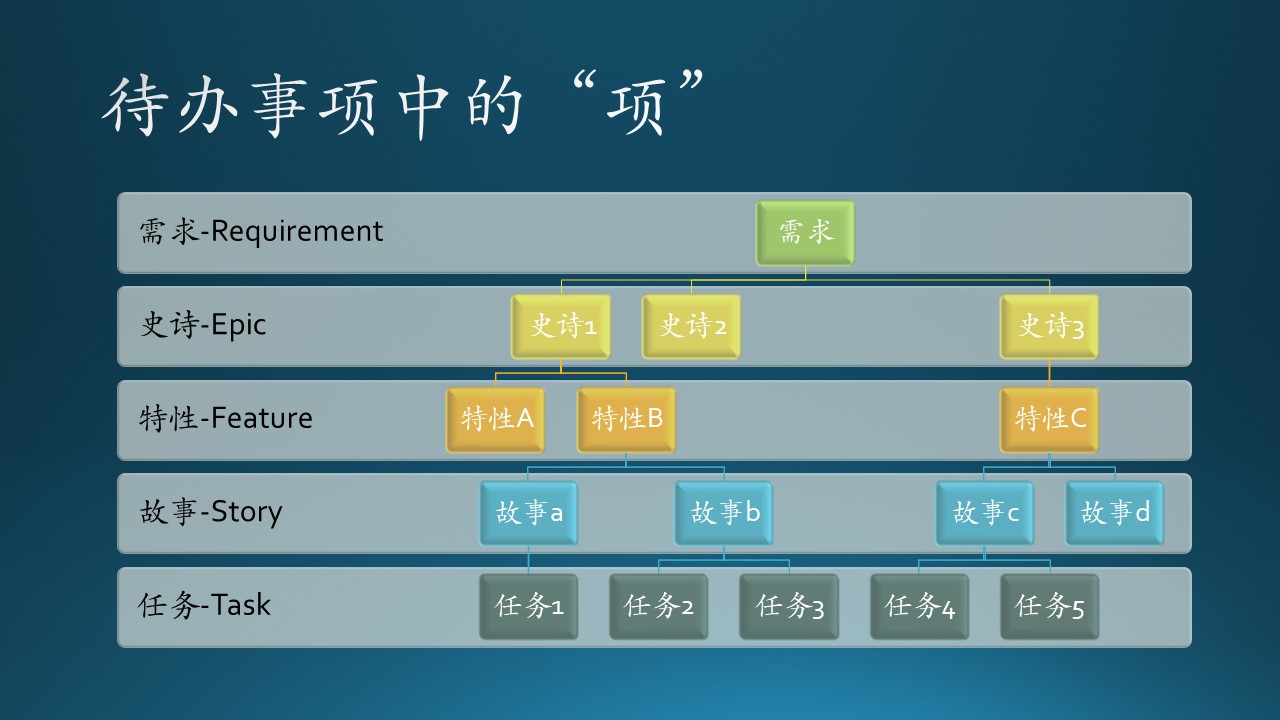 待办事项中的“项”
需求-Requirement
需求
史诗-Epic
史诗1 史诗2 史诗3
特性-Feature
特性A 特性B 特性C
故事-Story
故事a 故事b 故事c 故事d
任务-Task
任务1 任务2 任务3 任务4 任务5